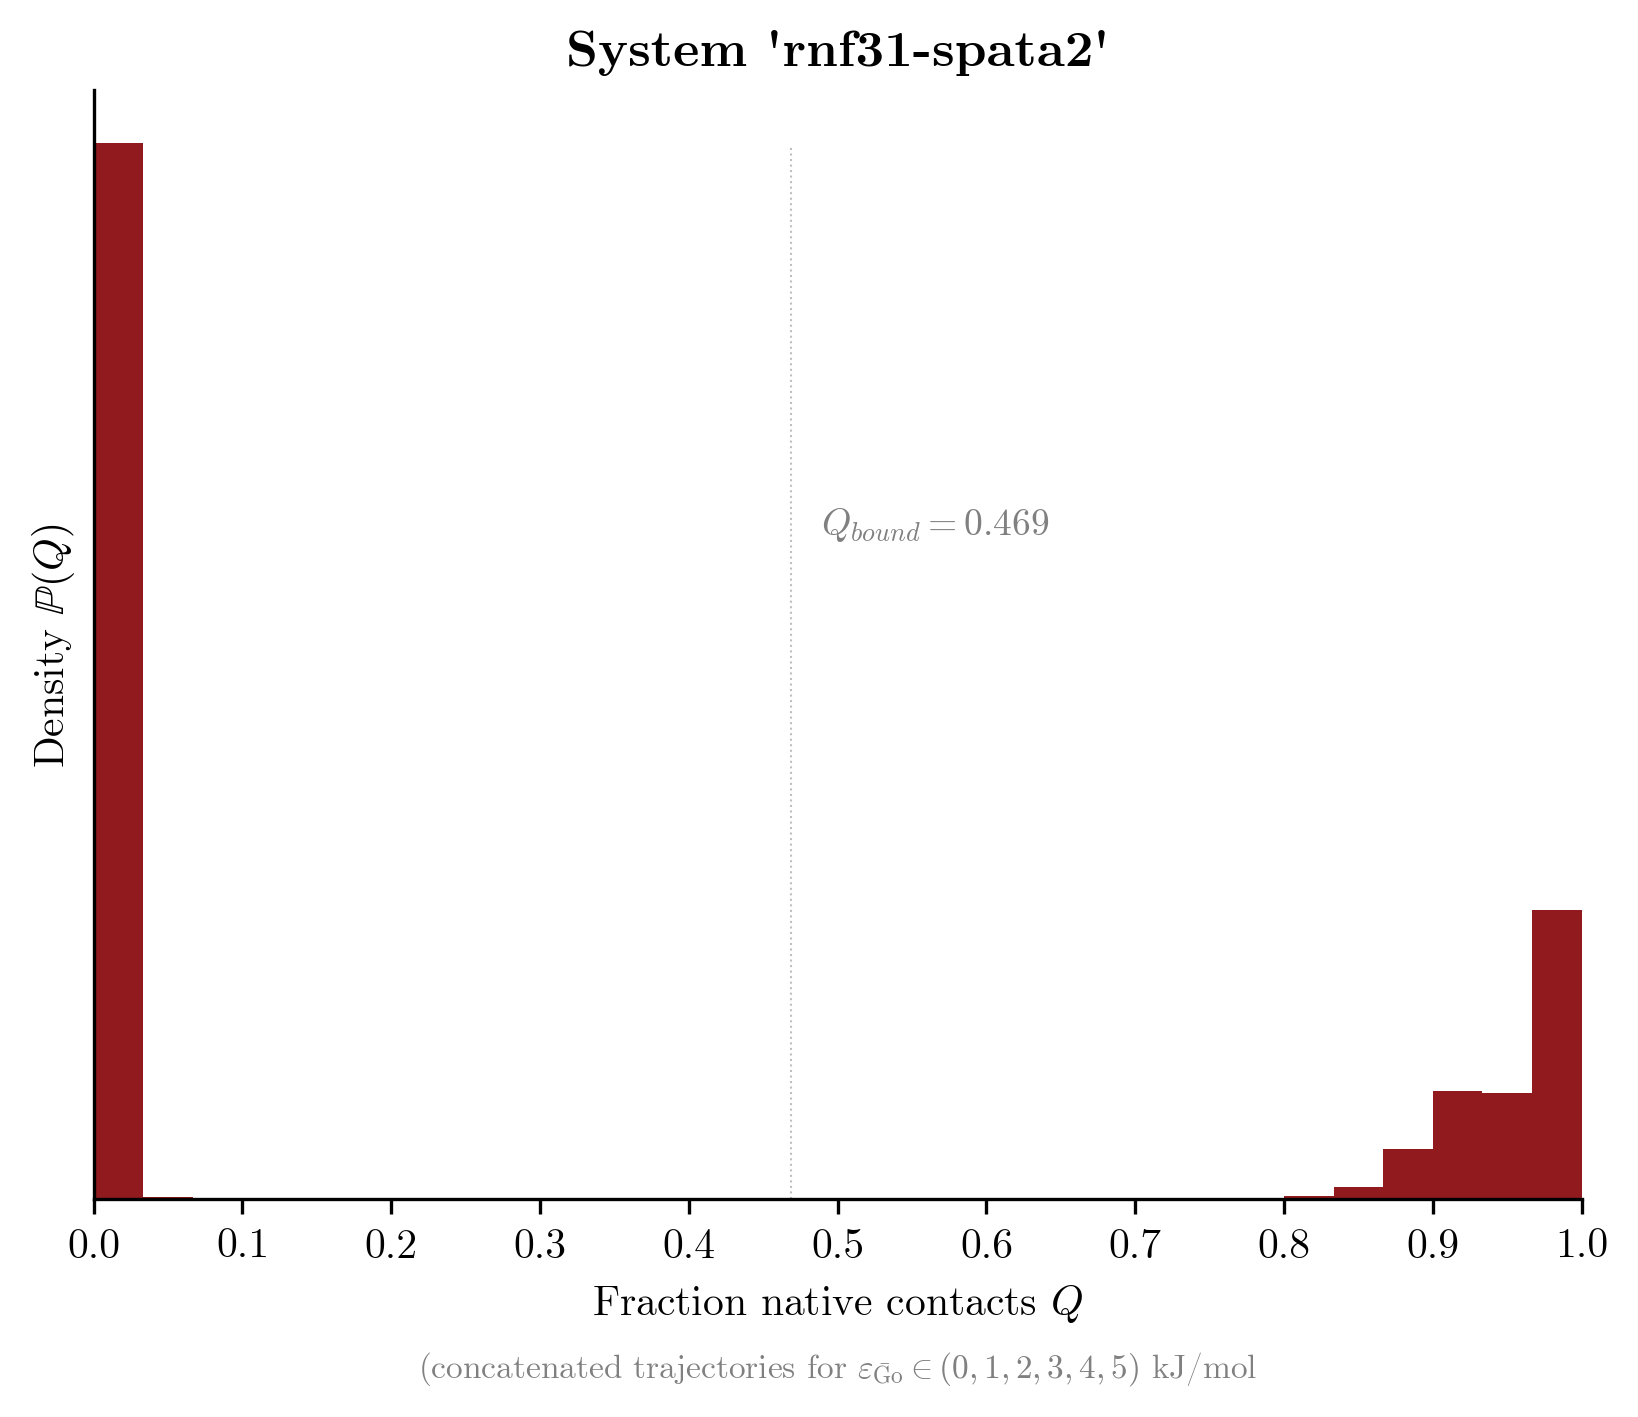 System 'rnf31-spata2'
Density ℙ(Q)
Q_bound = 0.469
0.0 0.1 0.2 0.3 0.4 0.5 0.6 0.7 0.8 0.9 1.0
Fraction native contacts Q
(concatenated trajectories for ε_Ḡo ∈ (0, 1, 2, 3, 4, 5) kJ/mol